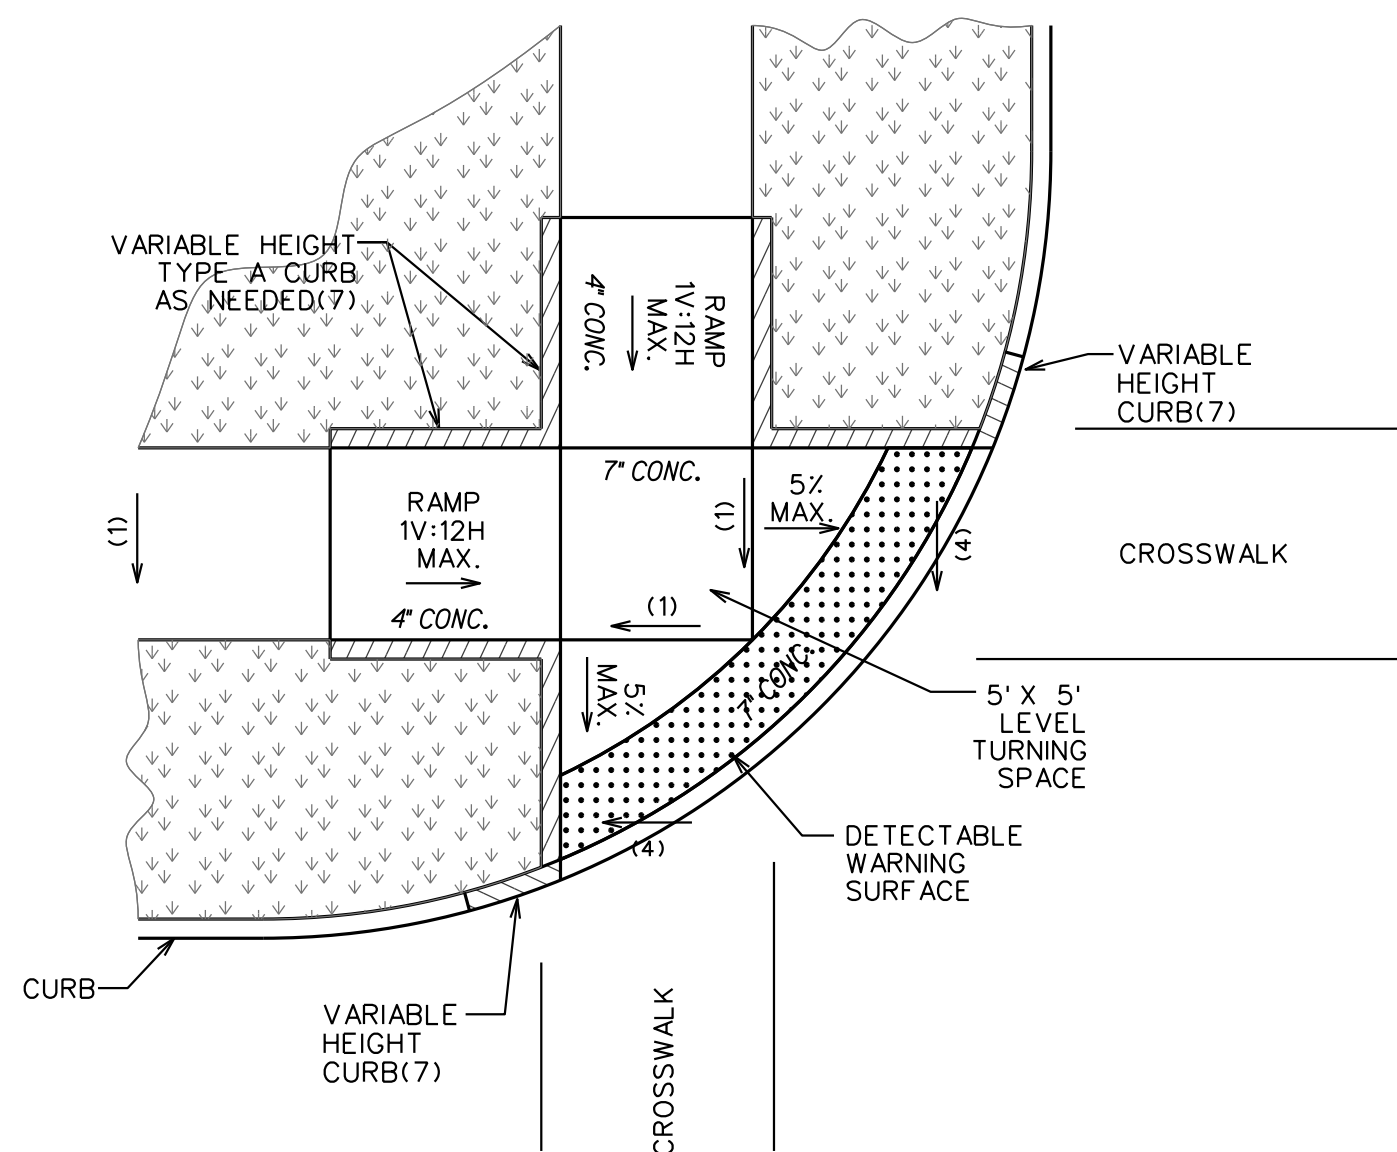 VARIABLE HEIGHT
TYPE A CURB
AS NEEDED(7)
4" CONC.
RAMP
1V:12H
MAX.
VARIABLE
HEIGHT
CURB(7)
7" CONC.
RAMP
1V:12H
MAX.
4" CONC.
(1)
(1)
(1)
5%
MAX.
(4)
CROSSWALK
5%
MAX.
7" CONC.
5' X 5'
LEVEL
TURNING
SPACE
DETECTABLE
WARNING
SURFACE
(4)
CURB
VARIABLE
HEIGHT
CURB(7)
CROSSWALK